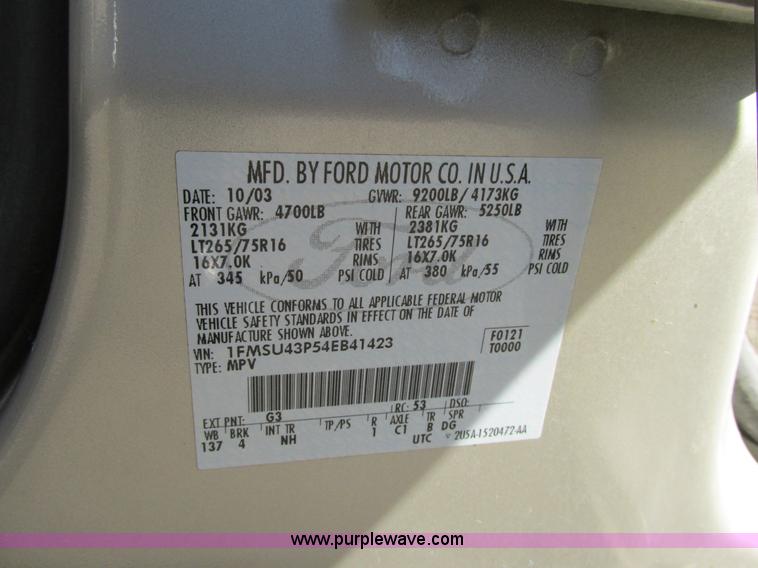 MFD. BY FORD MOTOR CO. IN U.S.A.
DATE: 10/03 GVWR: 9200LB/ 4173KG
FRONT GAWR: 4700LB REAR GAWR: 5250LB
2131KG WITH 2381KG WITH
LT265/75R16 TIRES LT265/75R16 TIRES
16X7.0K RIMS 16X7.0K RIMS
AT 345 kPa/50 PSI COLD AT 380 kPa/55 PSI COLD
Ford
THIS VEHICLE CONFORMS TO ALL APPLICABLE FEDERAL MOTOR
VEHICLE SAFETY STANDARDS IN EFFECT ON THE DATE OF
MANUFACTURE SHOWN ABOVE.
VIN: 1FMSU43P54EB41423 F0121
TYPE: MPV T0000
EXT PNT: G3 RC: 53 DSO:
WB BRK INT TR TP/PS R AXLE TR SPR
137 4 NH 1 C1 B DG
UTC 2U5A-1520472-AA
www.purplewave.com